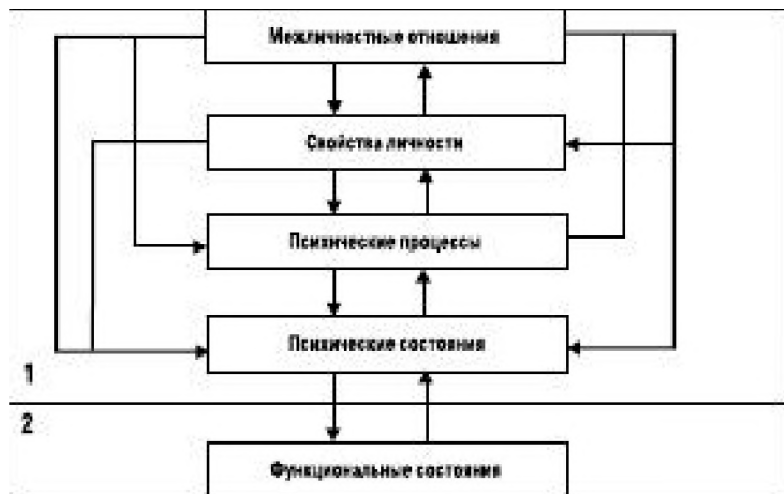 Межличностные отношения
Свойства личности
Психические процессы
Психические состояния
1
2
Функциональные состояния